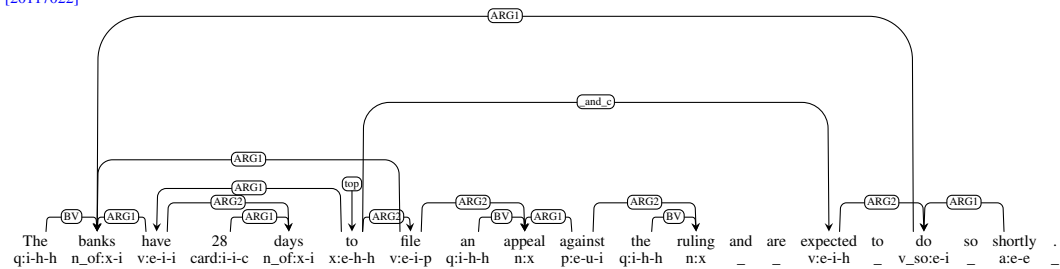 [20117022]
ARG1
_and_c
ARG1
ARG1 top
ARG2 ARG2 ARG2 ARG2 ARG1
BV ARG1 ARG1 ARG2 BV ARG1 BV
The banks have 28 days to file an appeal against the ruling and are expected to do so shortly .
q:i-h-h n_of:x-i v:e-i-i card:i-i-c n_of:x-i x:e-h-h v:e-i-p q:i-h-h n:x p:e-u-i q:i-h-h n:x _ _ v:e-i-h _ v_so:e-i _ a:e-e _